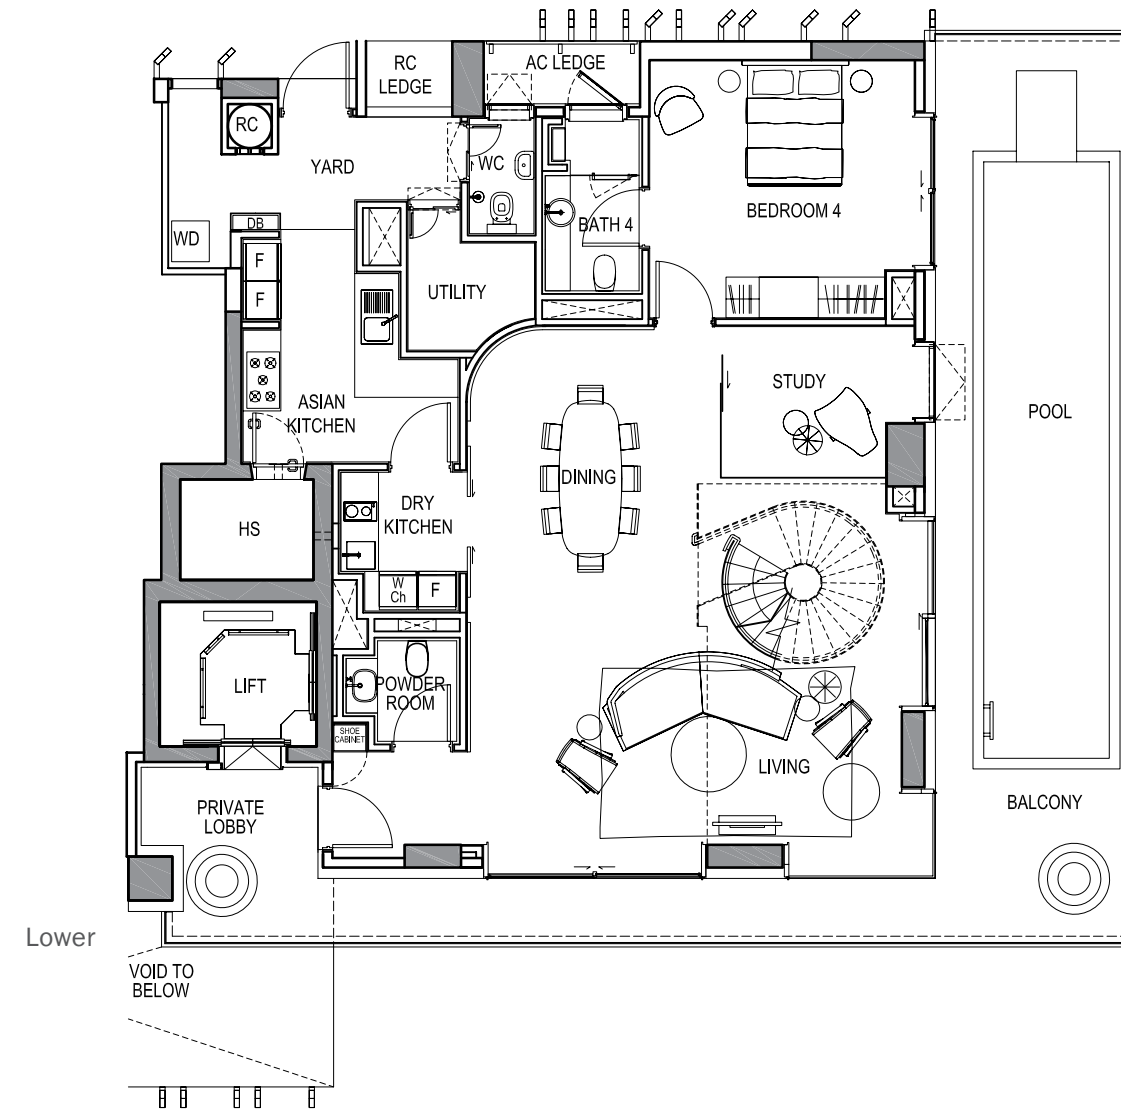 RC
LEDGE
AC LEDGE
RC
YARD
WC
BATH 4
BEDROOM 4
DB
WD
F
F
UTILITY
STUDY
ASIAN
KITCHEN
POOL
DINING
DRY
KITCHEN
HS
W
Ch
F
LIFT
POWDER
ROOM
SHOE
CABINET
LIVING
PRIVATE
LOBBY
BALCONY
Lower
VOID TO
BELOW